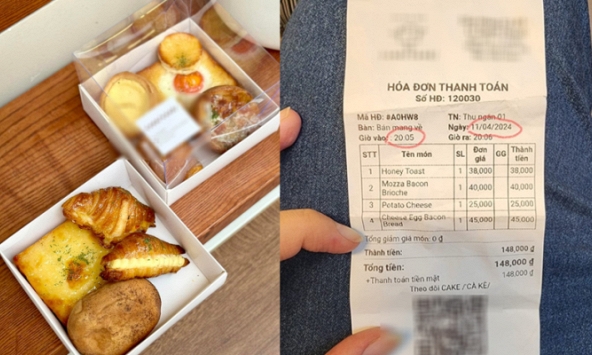 HÓA ĐƠN THANH TOÁN
Số HĐ: 120030
Mã HĐ: #A0HW8 TN: Thu ngân 01
Bàn: Bán mang về Ngày: 11/04/2024
Giờ vào: 20:05 Giờ ra: 20:06
STT Tên món SL Đơn giá GG Thành tiền
1 Honey Toast 1 38,000 38,000
2 Mozza Bacon Brioche 1 40,000 40,000
3 Potato Cheese 1 25,000 25,000
4 Cheese Egg Bacon Bread 1 45,000 45,000
Tổng giảm giá món: 0 đ
Thành tiền: 148,000 đ
Tổng tiền: 148,000 đ
+Thanh toán tiền mặt 148,000 đ
Theo dõi CAKE / CÀ KÊ/